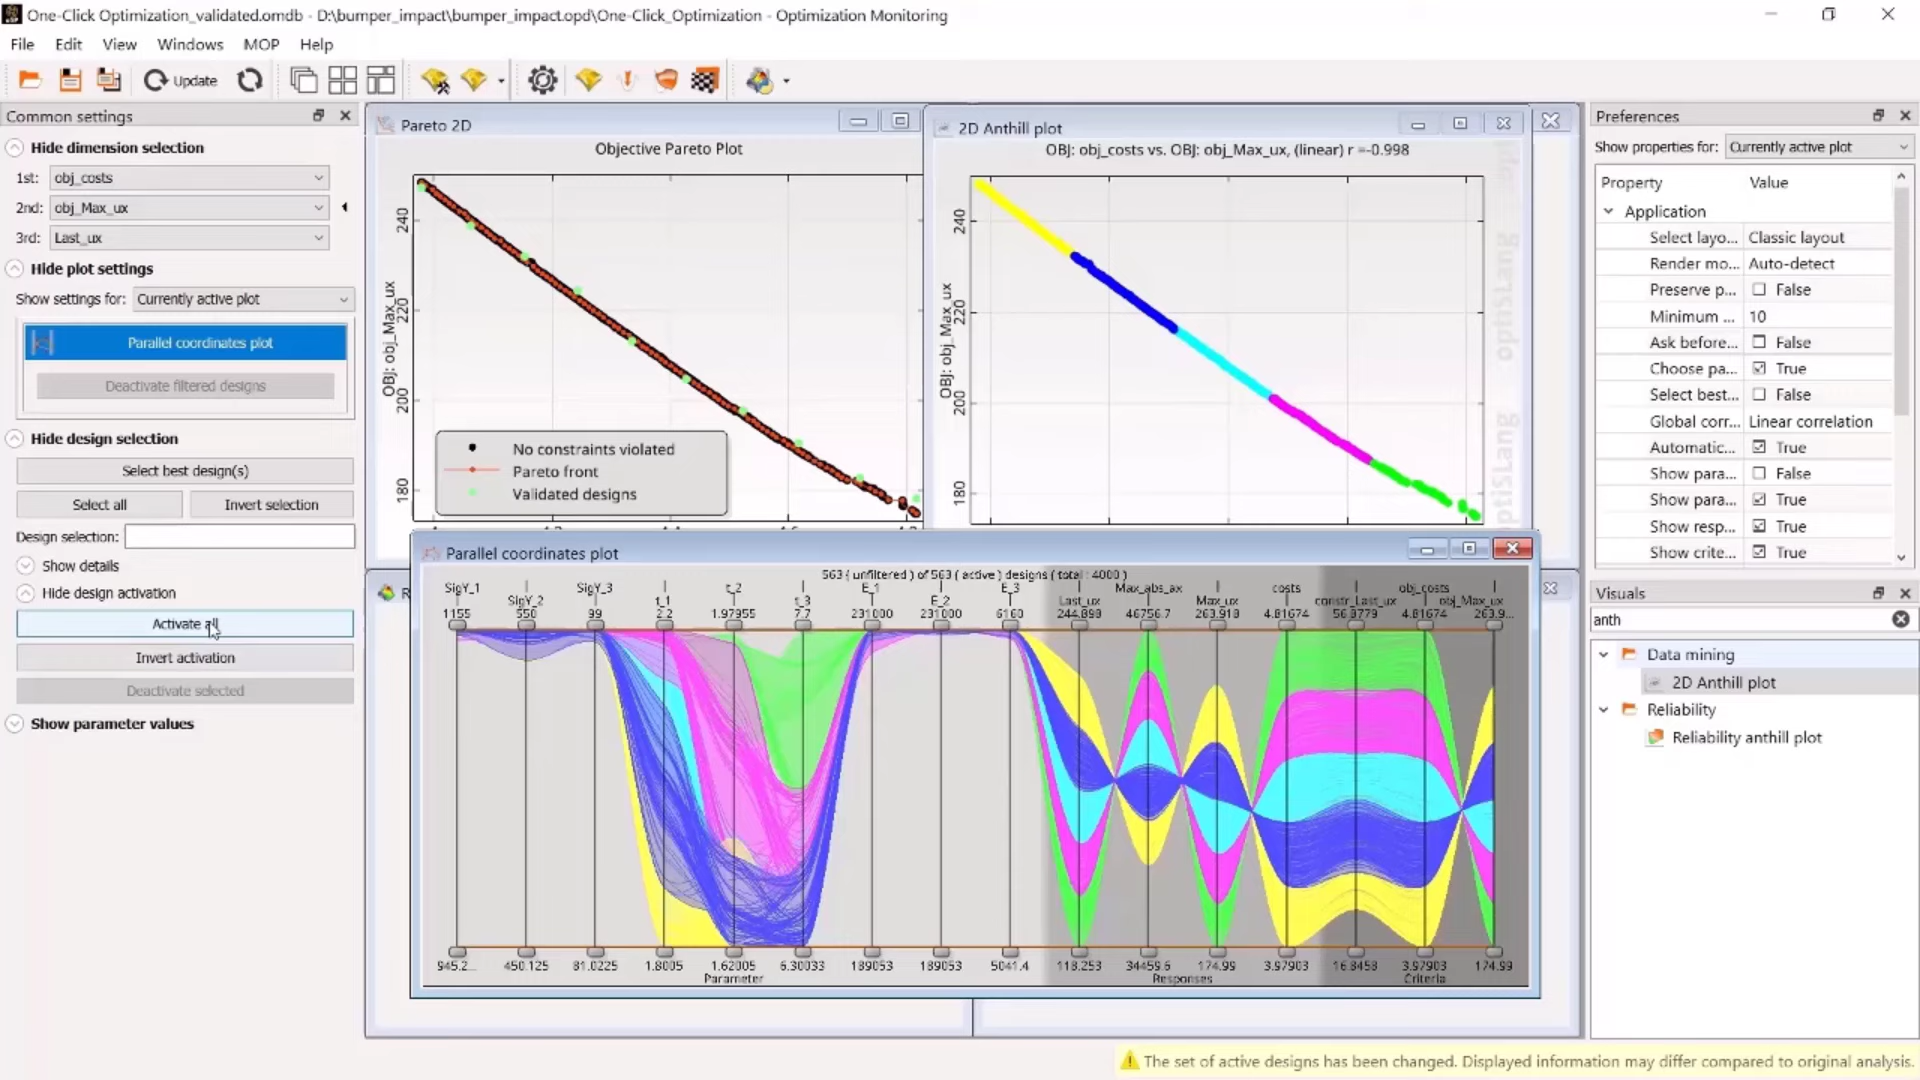 One-Click Optimization_validated.omdb - D:\bumper_impact\bumper_impact.opd\One-Click_Optimization - Optimization Monitoring
File Edit View Windows MOP Help
Update
Common settings
Hide dimension selection
1st: obj_costs
2nd: obj_Max_ux
3rd: Last_ux
Hide plot settings
Show settings for: Currently active plot
Parallel coordinates plot
Deactivate filtered designs
Hide design selection
Select best design(s)
Select all Invert selection
Design selection:
Show details
Hide design activation
Activate all
Invert activation
Deactivate selected
Show parameter values
Pareto 2D
Objective Pareto Plot
OBJ: obj_Max_ux
240
220
200
180
No constraints violated
Pareto front
Validated designs
2D Anthill plot
OBJ: obj_costs vs. OBJ: obj_Max_ux, (linear) r =-0.998
OBJ: obj_Max_ux
240
220
200
180
optiSLang
Parallel coordinates plot
563 ( unfiltered ) of 563 ( active ) designs ( total : 4000 )
SigY_1 SigY_2 SigY_3 t_1 t_2 t_3 E_1 E_2 E_3 Last_ux Max_abs_ax Max_ux costs constr_Last_ux obj_costs obj_Max_ux
1155 550 99 2.2 1.97955 7.7 231000 231000 6160 244.898 46756.7 263.918 4.81674 4.81674 263.9...
945.2... 450.125 81.0225 1.8005 1.62005 6.30033 189053 189053 5041.4 118.253 34459.6 174.99 3.97903 16.8458 3.97903 174.99
Parameter Responses Criteria
Preferences
Show properties for: Currently active plot
Property Value
Application
Select layo... Classic layout
Render mo... Auto-detect
Preserve p... False
Minimum ... 10
Ask before... False
Choose pa... True
Select best... False
Global corr... Linear correlation
Automatic... True
Show para... False
Show para... True
Show resp... True
Show crite... True
Visuals
anth
Data mining
2D Anthill plot
Reliability
Reliability anthill plot
The set of active designs has been changed. Displayed information may differ compared to original analysis.